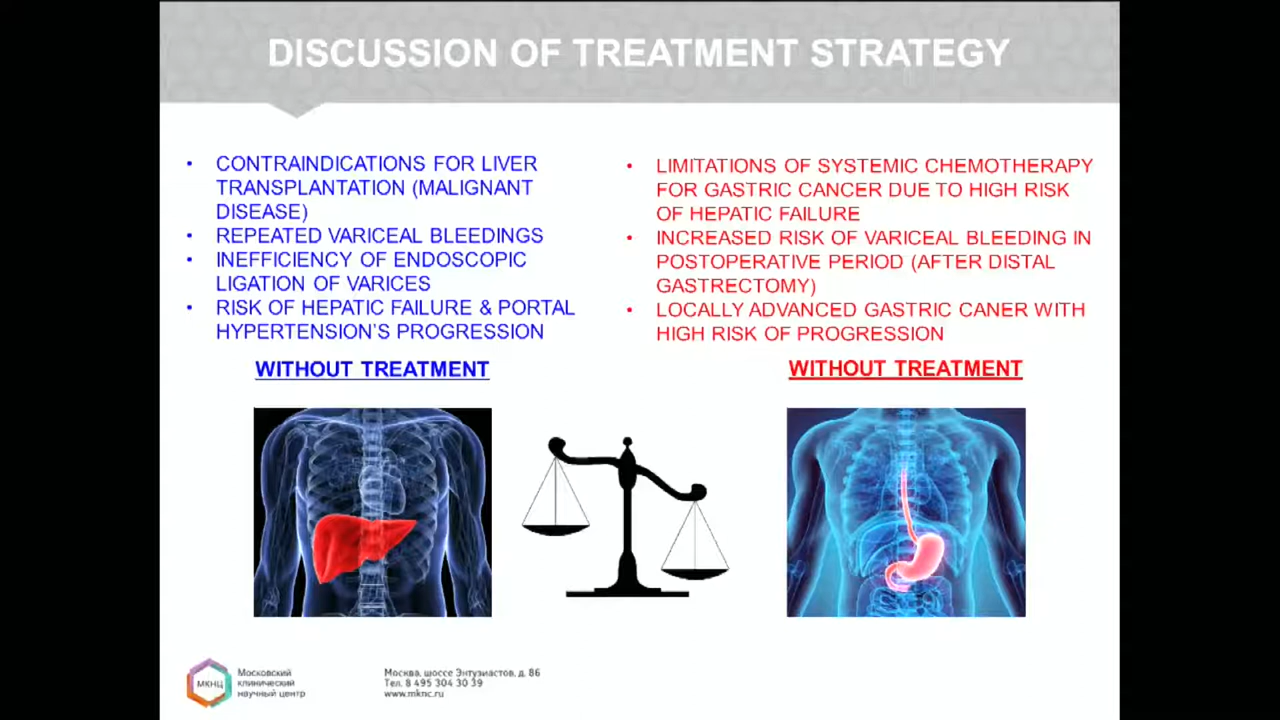 DISCUSSION OF TREATMENT STRATEGY
• CONTRAINDICATIONS FOR LIVER
TRANSPLANTATION (MALIGNANT
DISEASE)
• REPEATED VARICEAL BLEEDINGS
• INEFFICIENCY OF ENDOSCOPIC
LIGATION OF VARICES
• RISK OF HEPATIC FAILURE & PORTAL
HYPERTENSION'S PROGRESSION
WITHOUT TREATMENT
• LIMITATIONS OF SYSTEMIC CHEMOTHERAPY
FOR GASTRIC CANCER DUE TO HIGH RISK
OF HEPATIC FAILURE
• INCREASED RISK OF VARICEAL BLEEDING IN
POSTOPERATIVE PERIOD (AFTER DISTAL
GASTRECTOMY)
• LOCALLY ADVANCED GASTRIC CANER WITH
HIGH RISK OF PROGRESSION
WITHOUT TREATMENT
МКНЦ
Московский
клинический
научный центр
Москва, шоссе Энтузиастов, д. 86
Тел. 8 495 304 30 39
www.mknc.ru